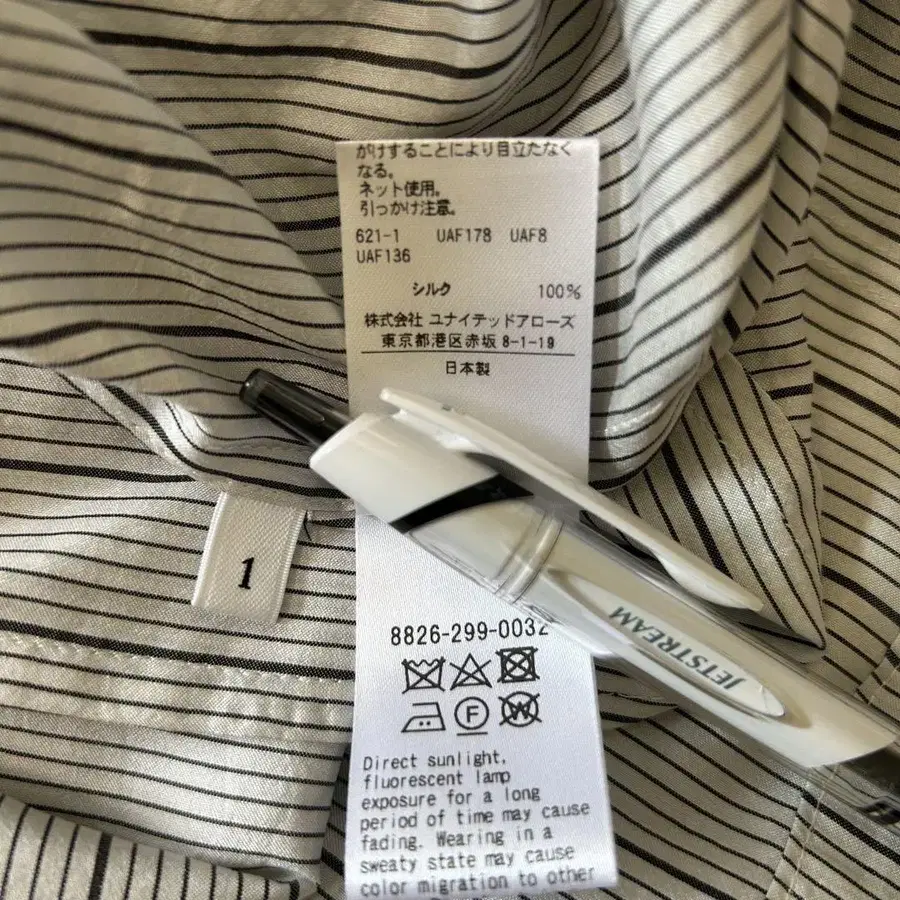 がけすることにより目立たなく
なる。
ネット使用。
引っかけ注意。
621-1 UAF178 UAF8
UAF136
シルク 100%
株式会社 ユナイテッドアローズ
東京都港区赤坂 8-1-19
日本製
1
JETSTREAM
8826-299-0032
F
W
Direct sunlight,
fluorescent lamp
exposure for a long
period of time may cause
fading. Wearing in a
sweaty state may cause
color migration to other